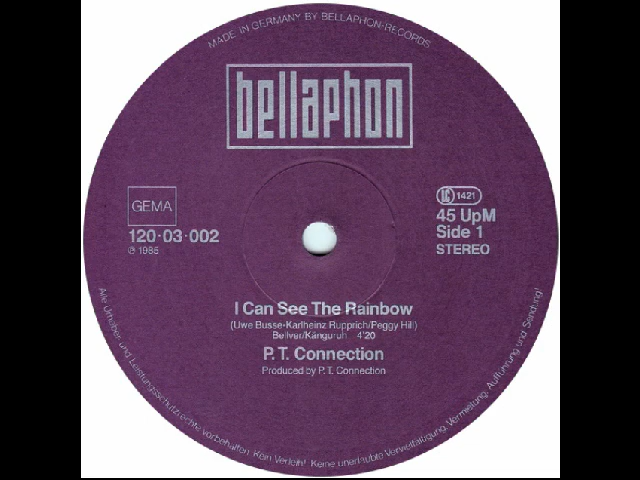 MADE IN GERMANY BY BELLAPHON-RECORDS
bellaphon
GEMA
LC 1421
120·03·002
℗ 1985
45 UpM
Side 1
STEREO
I Can See The Rainbow
(Uwe Busse-Karlheinz Rupprich/Peggy Hill)
Bellver/Känguruh 4'20
P.T. Connection
Produced by P.T. Connection
Alle Urheber- und Leistungsschutzrechte vorbehalten. Kein Verleih! Keine unerlaubte Vervielfältigung, Vermietung, Aufführung und Sendung!